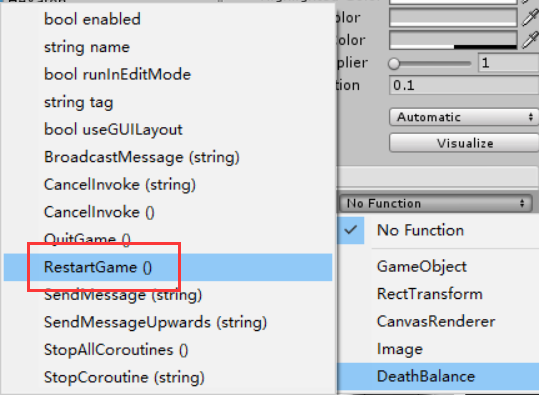 bool enabled
string name
bool runInEditMode
string tag
bool useGUILayout
BroadcastMessage (string)
CancelInvoke (string)
CancelInvoke ()
QuitGame ()
RestartGame ()
SendMessage (string)
SendMessageUpwards (string)
StopAllCoroutines ()
StopCoroutine (string)
olor
Color
plier
1
tion
0.1
Automatic
Visualize
No Function
No Function
GameObject
RectTransform
CanvasRenderer
Image
DeathBalance